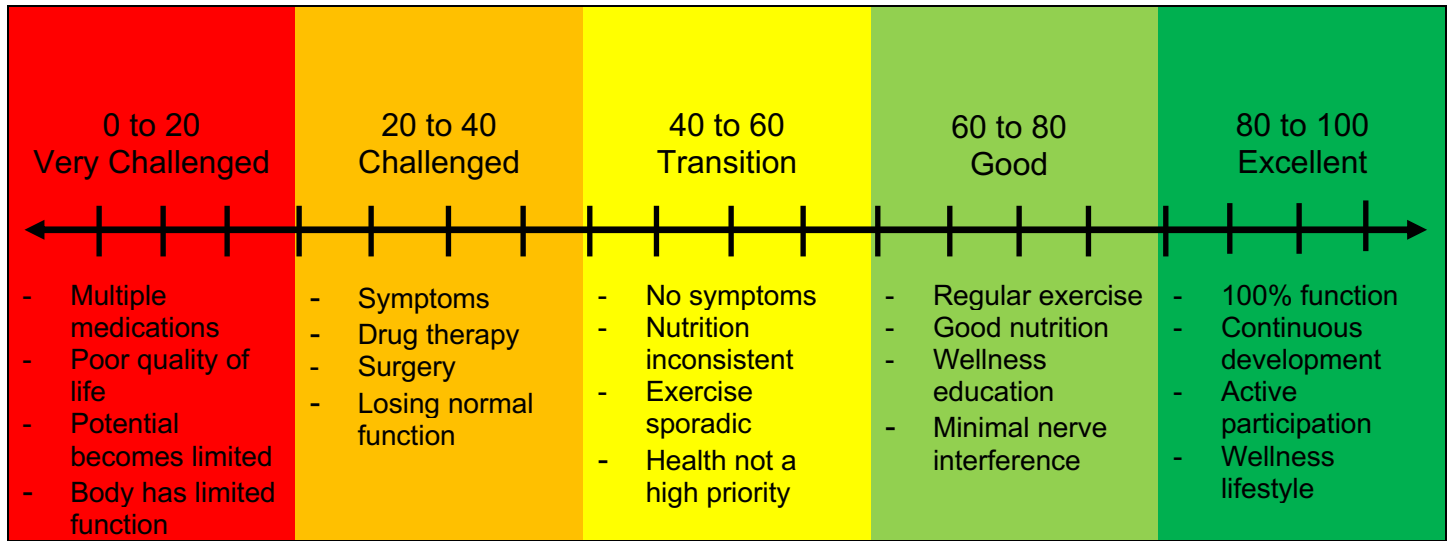 0 to 20
Very Challenged
20 to 40
Challenged
40 to 60
Transition
60 to 80
Good
80 to 100
Excellent
- Multiple
medications
- Poor quality of
life
- Potential
becomes limited
- Body has limited
function
- Symptoms
- Drug therapy
- Surgery
- Losing normal
function
- No symptoms
- Nutrition
inconsistent
- Exercise
sporadic
- Health not a
high priority
- Regular exercise
- Good nutrition
- Wellness
education
- Minimal nerve
interference
- 100% function
- Continuous
development
- Active
participation
- Wellness
lifestyle